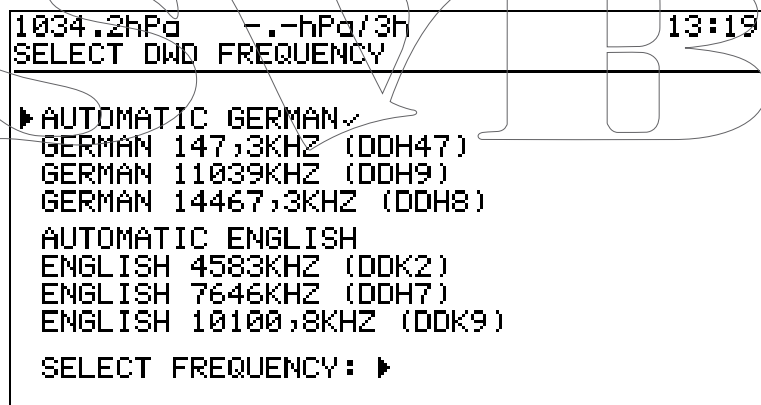 1034.2hPa -.-hPa/3h 13:19
SELECT DWD FREQUENCY
AUTOMATIC GERMAN✓
GERMAN 147,3KHZ (DDH47)
GERMAN 11039KHZ (DDH9)
GERMAN 14467,3KHZ (DDH8)
AUTOMATIC ENGLISH
ENGLISH 4583KHZ (DDK2)
ENGLISH 7646KHZ (DDH7)
ENGLISH 10100,8KHZ (DDK9)
SELECT FREQUENCY: